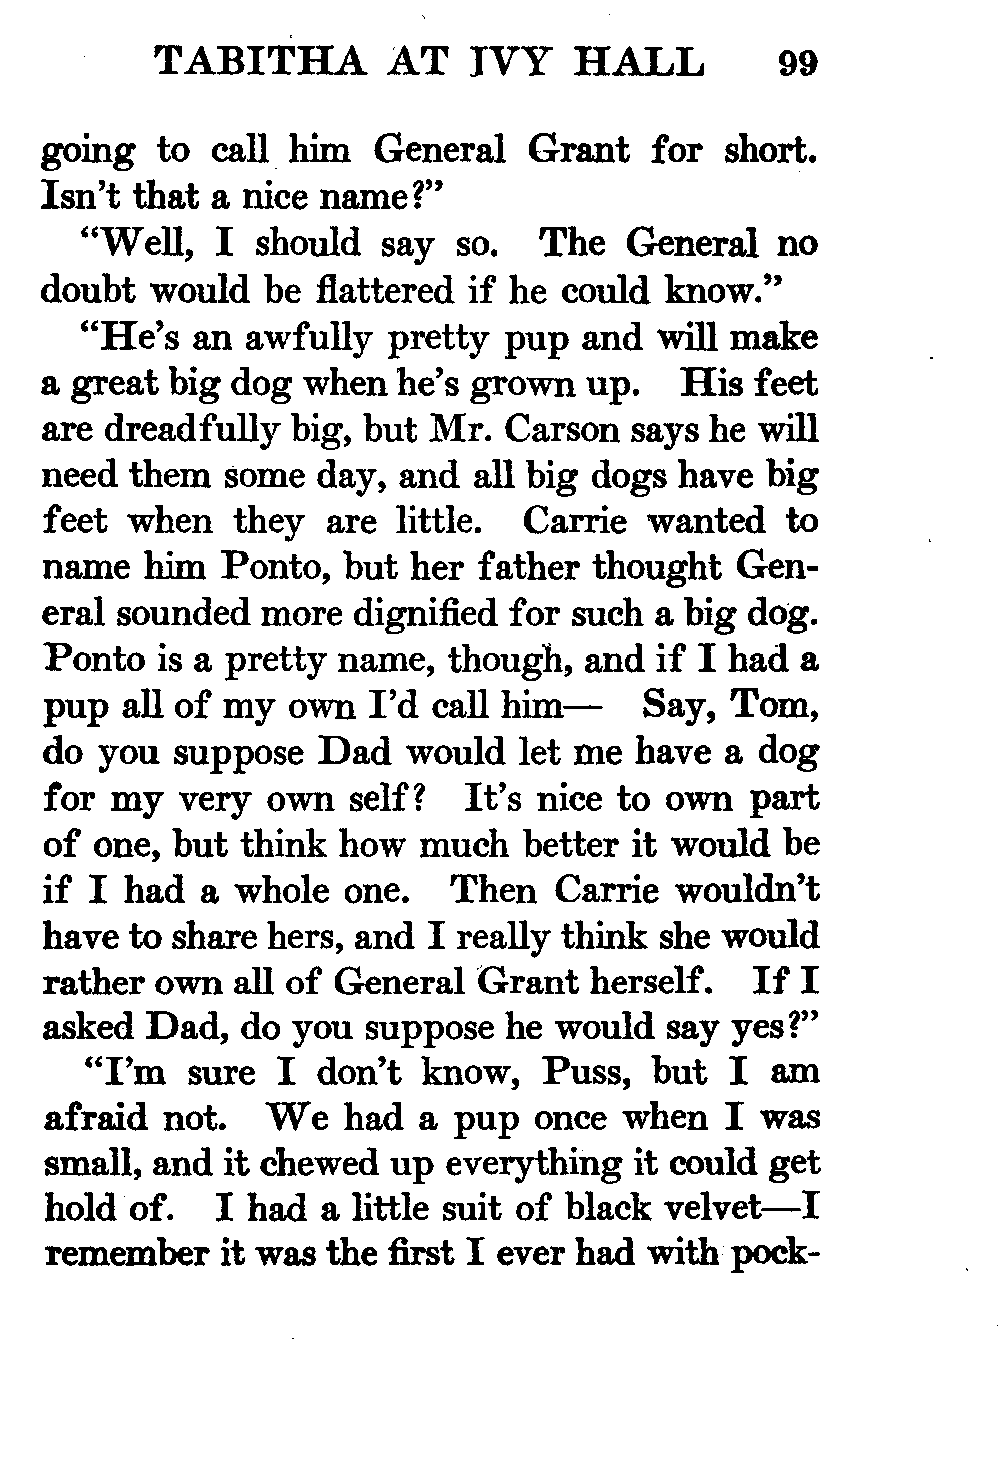 TABITHA AT IVY HALL 99
going to call him General Grant for short.
Isn't that a nice name?"
"Well, I should say so. The General no
doubt would be flattered if he could know."
"He's an awfully pretty pup and will make
a great big dog when he's grown up. His feet
are dreadfully big, but Mr. Carson says he will
need them some day, and all big dogs have big
feet when they are little. Carrie wanted to
name him Ponto, but her father thought Gen-
eral sounded more dignified for such a big dog.
Ponto is a pretty name, though, and if I had a
pup all of my own I'd call him— Say, Tom,
do you suppose Dad would let me have a dog
for my very own self? It's nice to own part
of one, but think how much better it would be
if I had a whole one. Then Carrie wouldn't
have to share hers, and I really think she would
rather own all of General Grant herself. If I
asked Dad, do you suppose he would say yes?"
"I'm sure I don't know, Puss, but I am
afraid not. We had a pup once when I was
small, and it chewed up everything it could get
hold of. I had a little suit of black velvet—I
remember it was the first I ever had with pock-